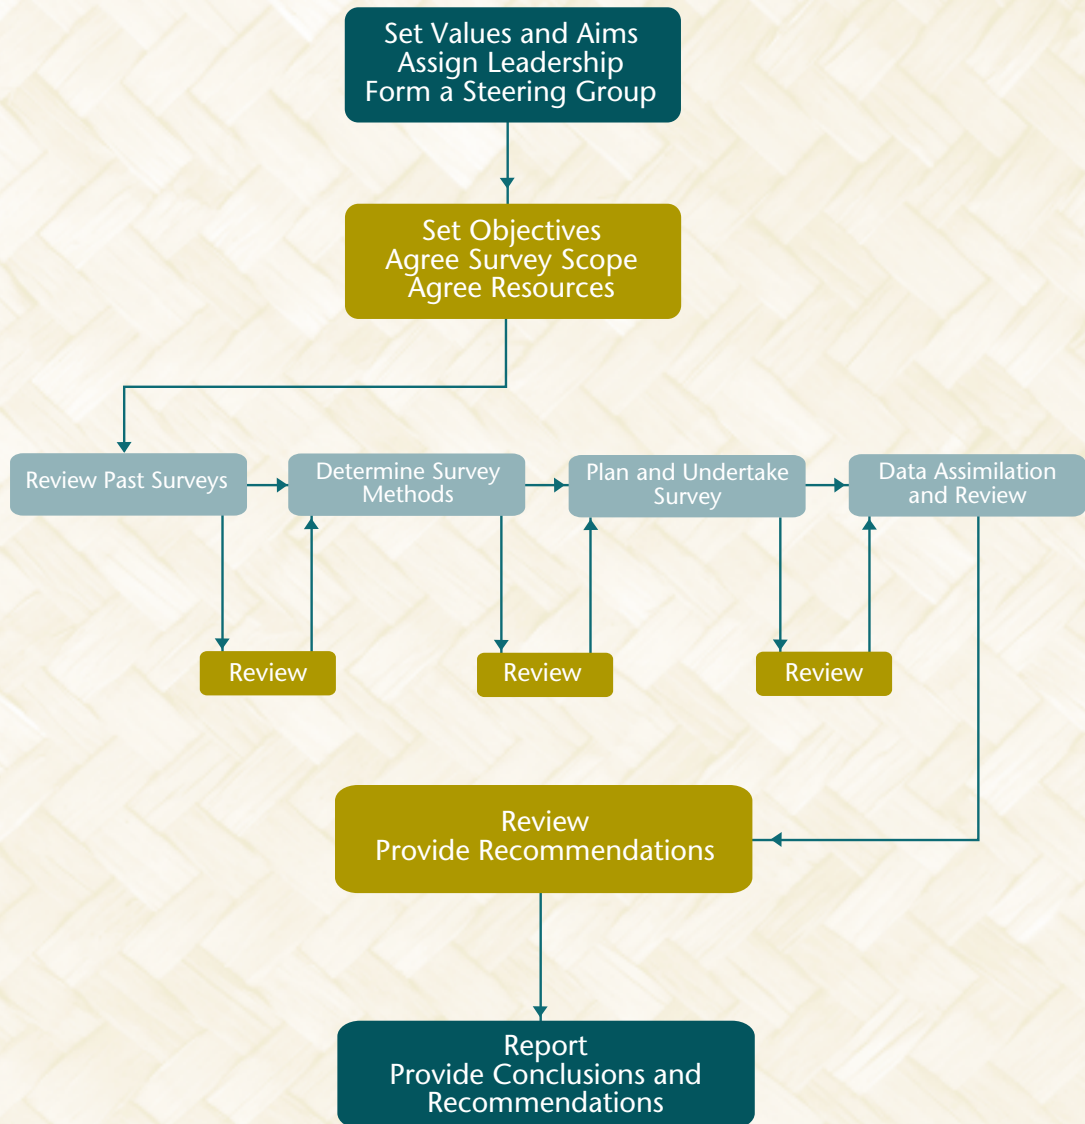 Set Values and Aims
Assign Leadership
Form a Steering Group
Set Objectives
Agree Survey Scope
Agree Resources
Review Past Surveys
Determine Survey
Methods
Plan and Undertake
Survey
Data Assimilation
and Review
Review
Review
Review
Review
Provide Recommendations
Report
Provide Conclusions and
Recommendations